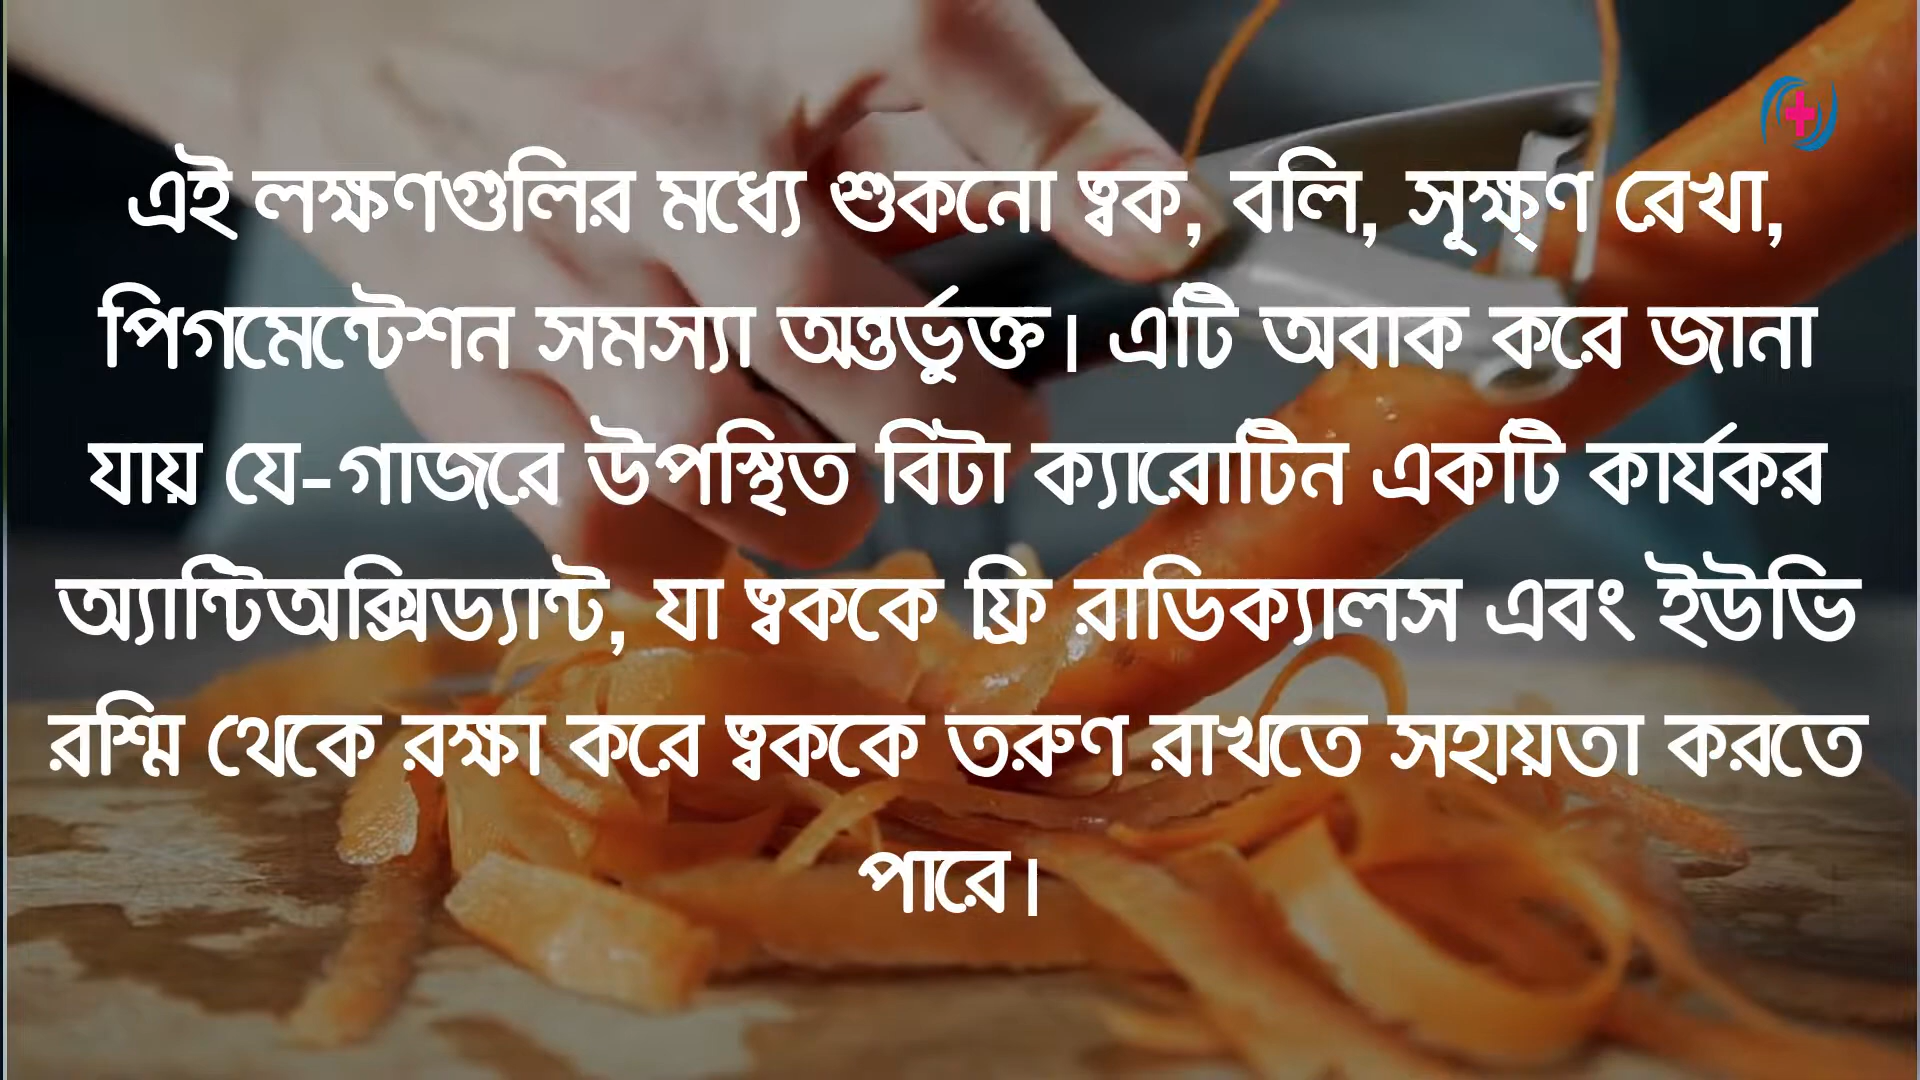 এই লক্ষণগুলির মধ্যে শুকনো ত্বক, বলি, সূক্ষ্ণ রেখা,
পিগমেন্টেশন সমস্যা অন্তর্ভুক্ত। এটি অবাক করে জানা
যায় যে-গাজরে উপস্থিত বিটা ক্যারোটিন একটি কার্যকর
অ্যান্টিঅক্সিড্যান্ট, যা ত্বককে ফ্রি রাডিক্যালস এবং ইউভি
রশ্মি থেকে রক্ষা করে ত্বককে তরুণ রাখতে সহায়তা করতে
পারে।